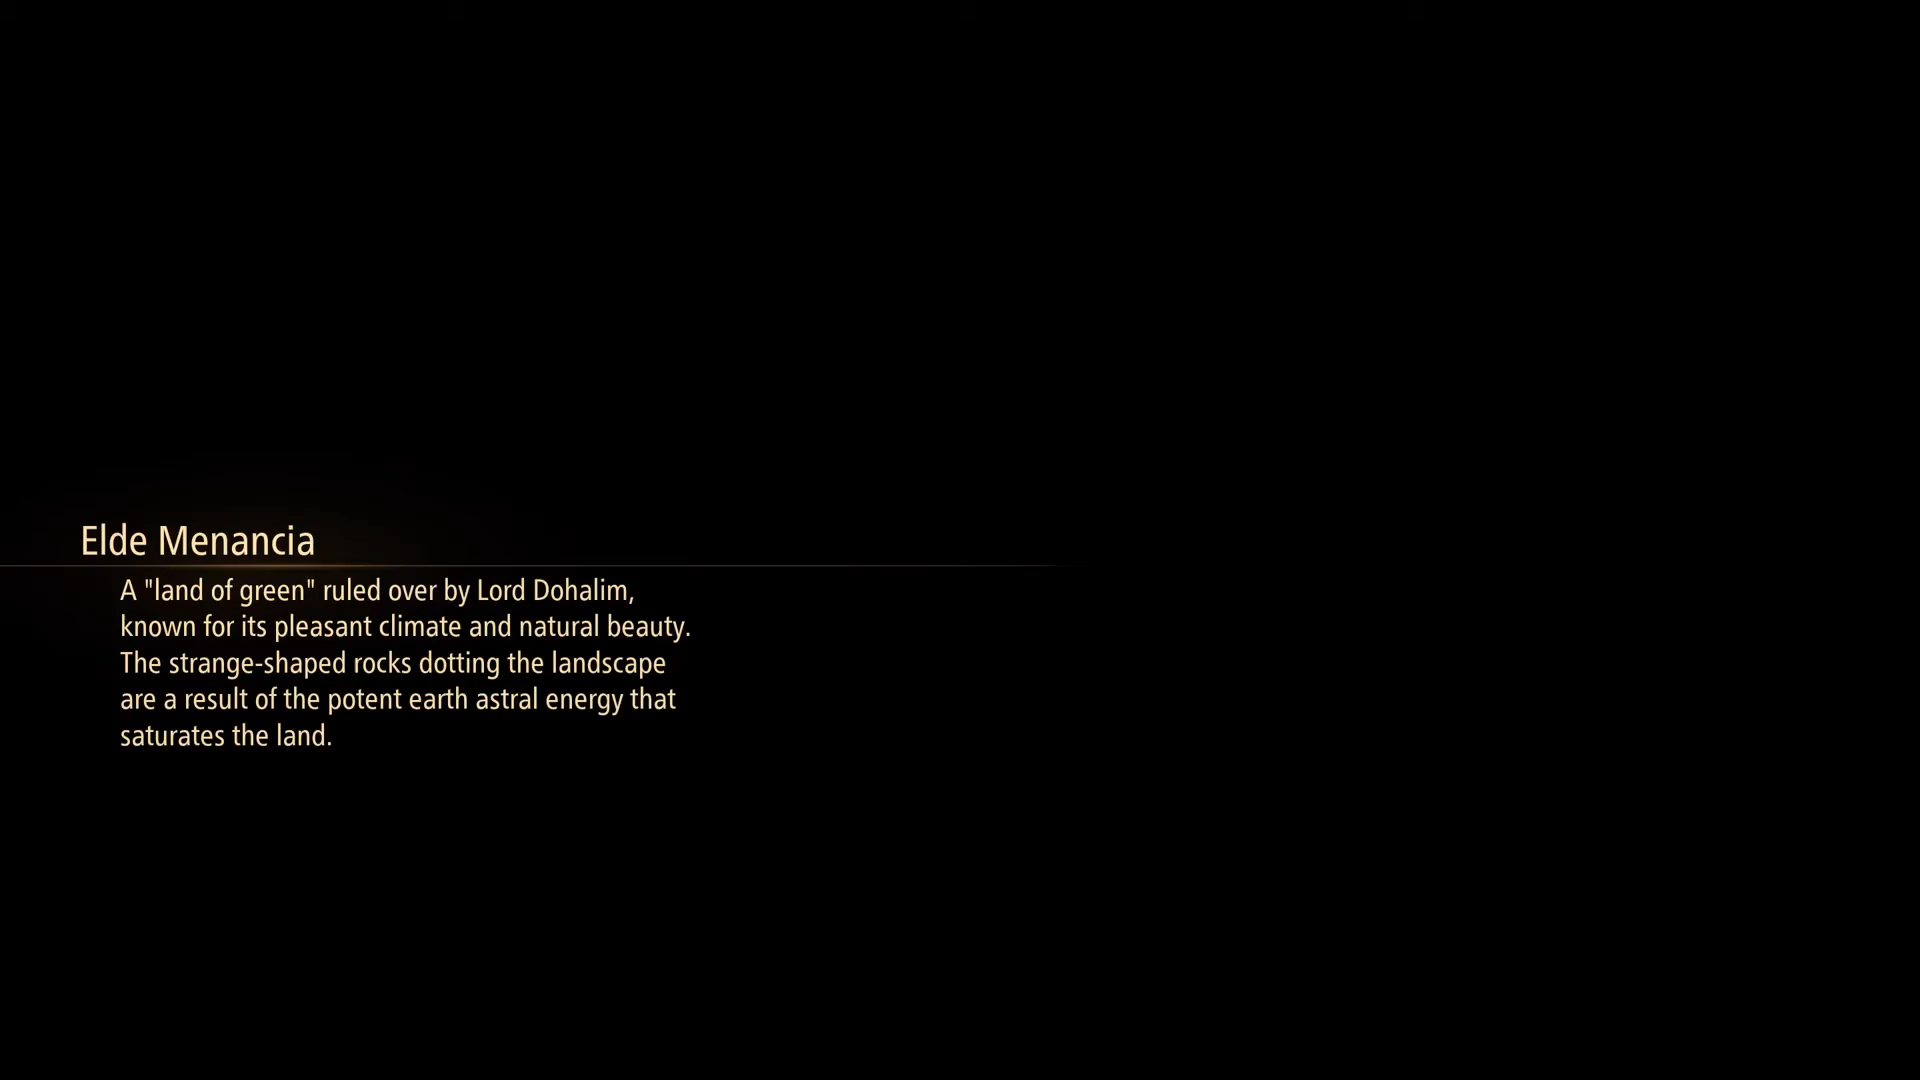 Elde Menancia
A "land of green" ruled over by Lord Dohalim,
known for its pleasant climate and natural beauty.
The strange-shaped rocks dotting the landscape
are a result of the potent earth astral energy that
saturates the land.